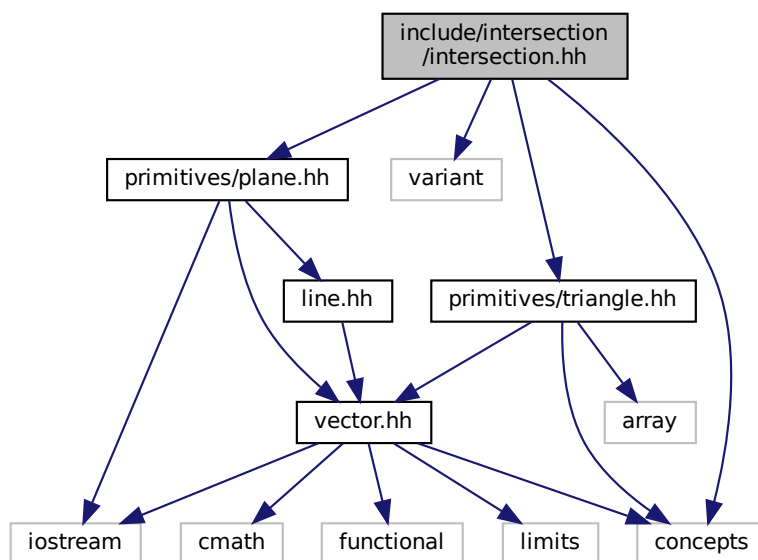 include/intersection
/intersection.hh
primitives/plane.hh
variant
line.hh
primitives/triangle.hh
vector.hh
array
iostream
cmath
functional
limits
concepts